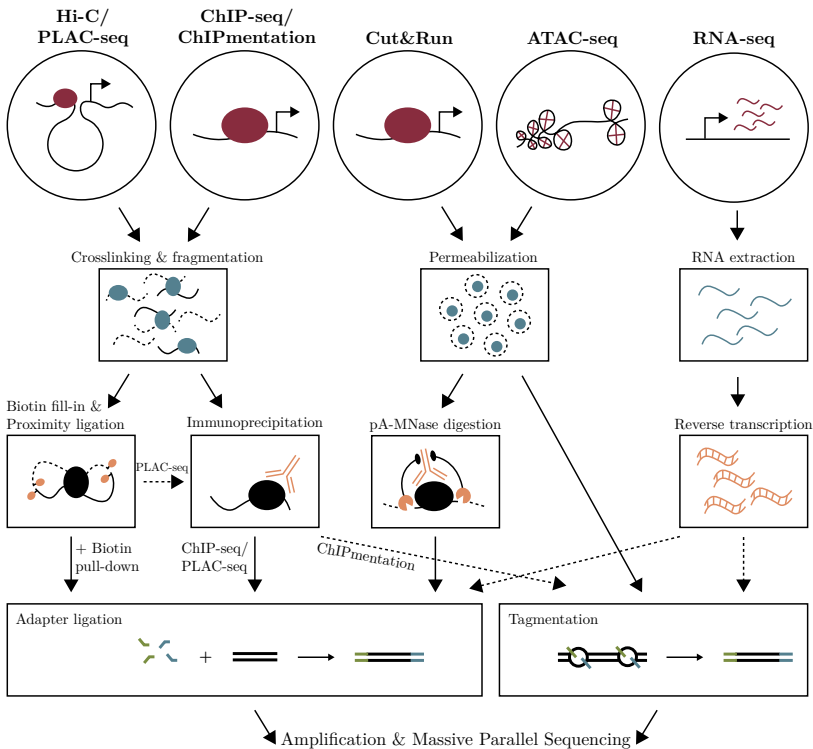 Hi-C/
PLAC-seq
ChIP-seq/
ChIPmentation
Cut&Run
ATAC-seq
RNA-seq
Crosslinking & fragmentation
Permeabilization
RNA extraction
Biotin fill-in &
Proximity ligation
Immunoprecipitation
pA-MNase digestion
Reverse transcription
PLAC-seq
+ Biotin
pull-down
ChIP-seq/
PLAC-seq
ChIPmentation
Adapter ligation
+
Tagmentation
Amplification & Massive Parallel Sequencing